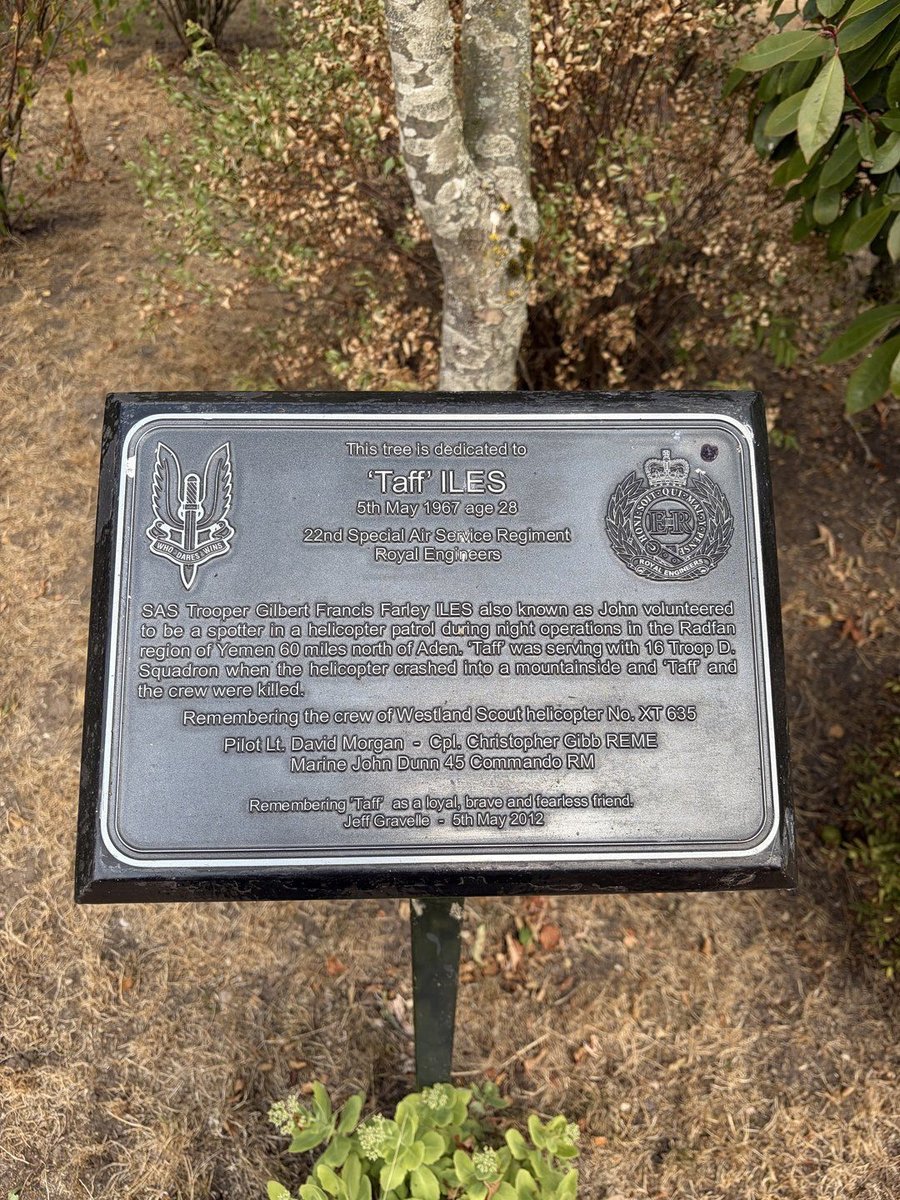 This tree is dedicated to
‘Taff’ ILES
5th May 1967 age 28
22nd Special Air Service Regiment
Royal Engineers
WHO DARES WINS
HONI·SOIT·QUI·MAL·Y·PENSE
EIIR
ROYAL ENGINEERS
SAS Trooper Gilbert Francis Farley ILES also known as John volunteered
to be a spotter in a helicopter patrol during night operations in the Radfan
region of Yemen 60 miles north of Aden. ‘Taff’ was serving with 16 Troop D.
Squadron when the helicopter crashed into a mountainside and ‘Taff’ and
the crew were killed.
Remembering the crew of Westland Scout helicopter No. XT 635
Pilot Lt. David Morgan - Cpl. Christopher Gibb REME
Marine John Dunn 45 Commando RM
Remembering ‘Taff’ as a loyal, brave and fearless friend.
Jeff Gravelle - 5th May 2012